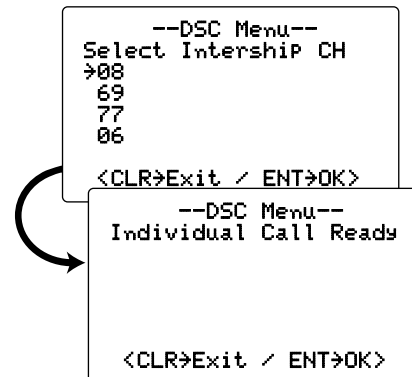 --DSC Menu--
Select Intership CH
→08
69
77
06
<CLR→Exit / ENT→OK>
--DSC Menu--
Individual Call Ready
<CLR→Exit / ENT→OK>